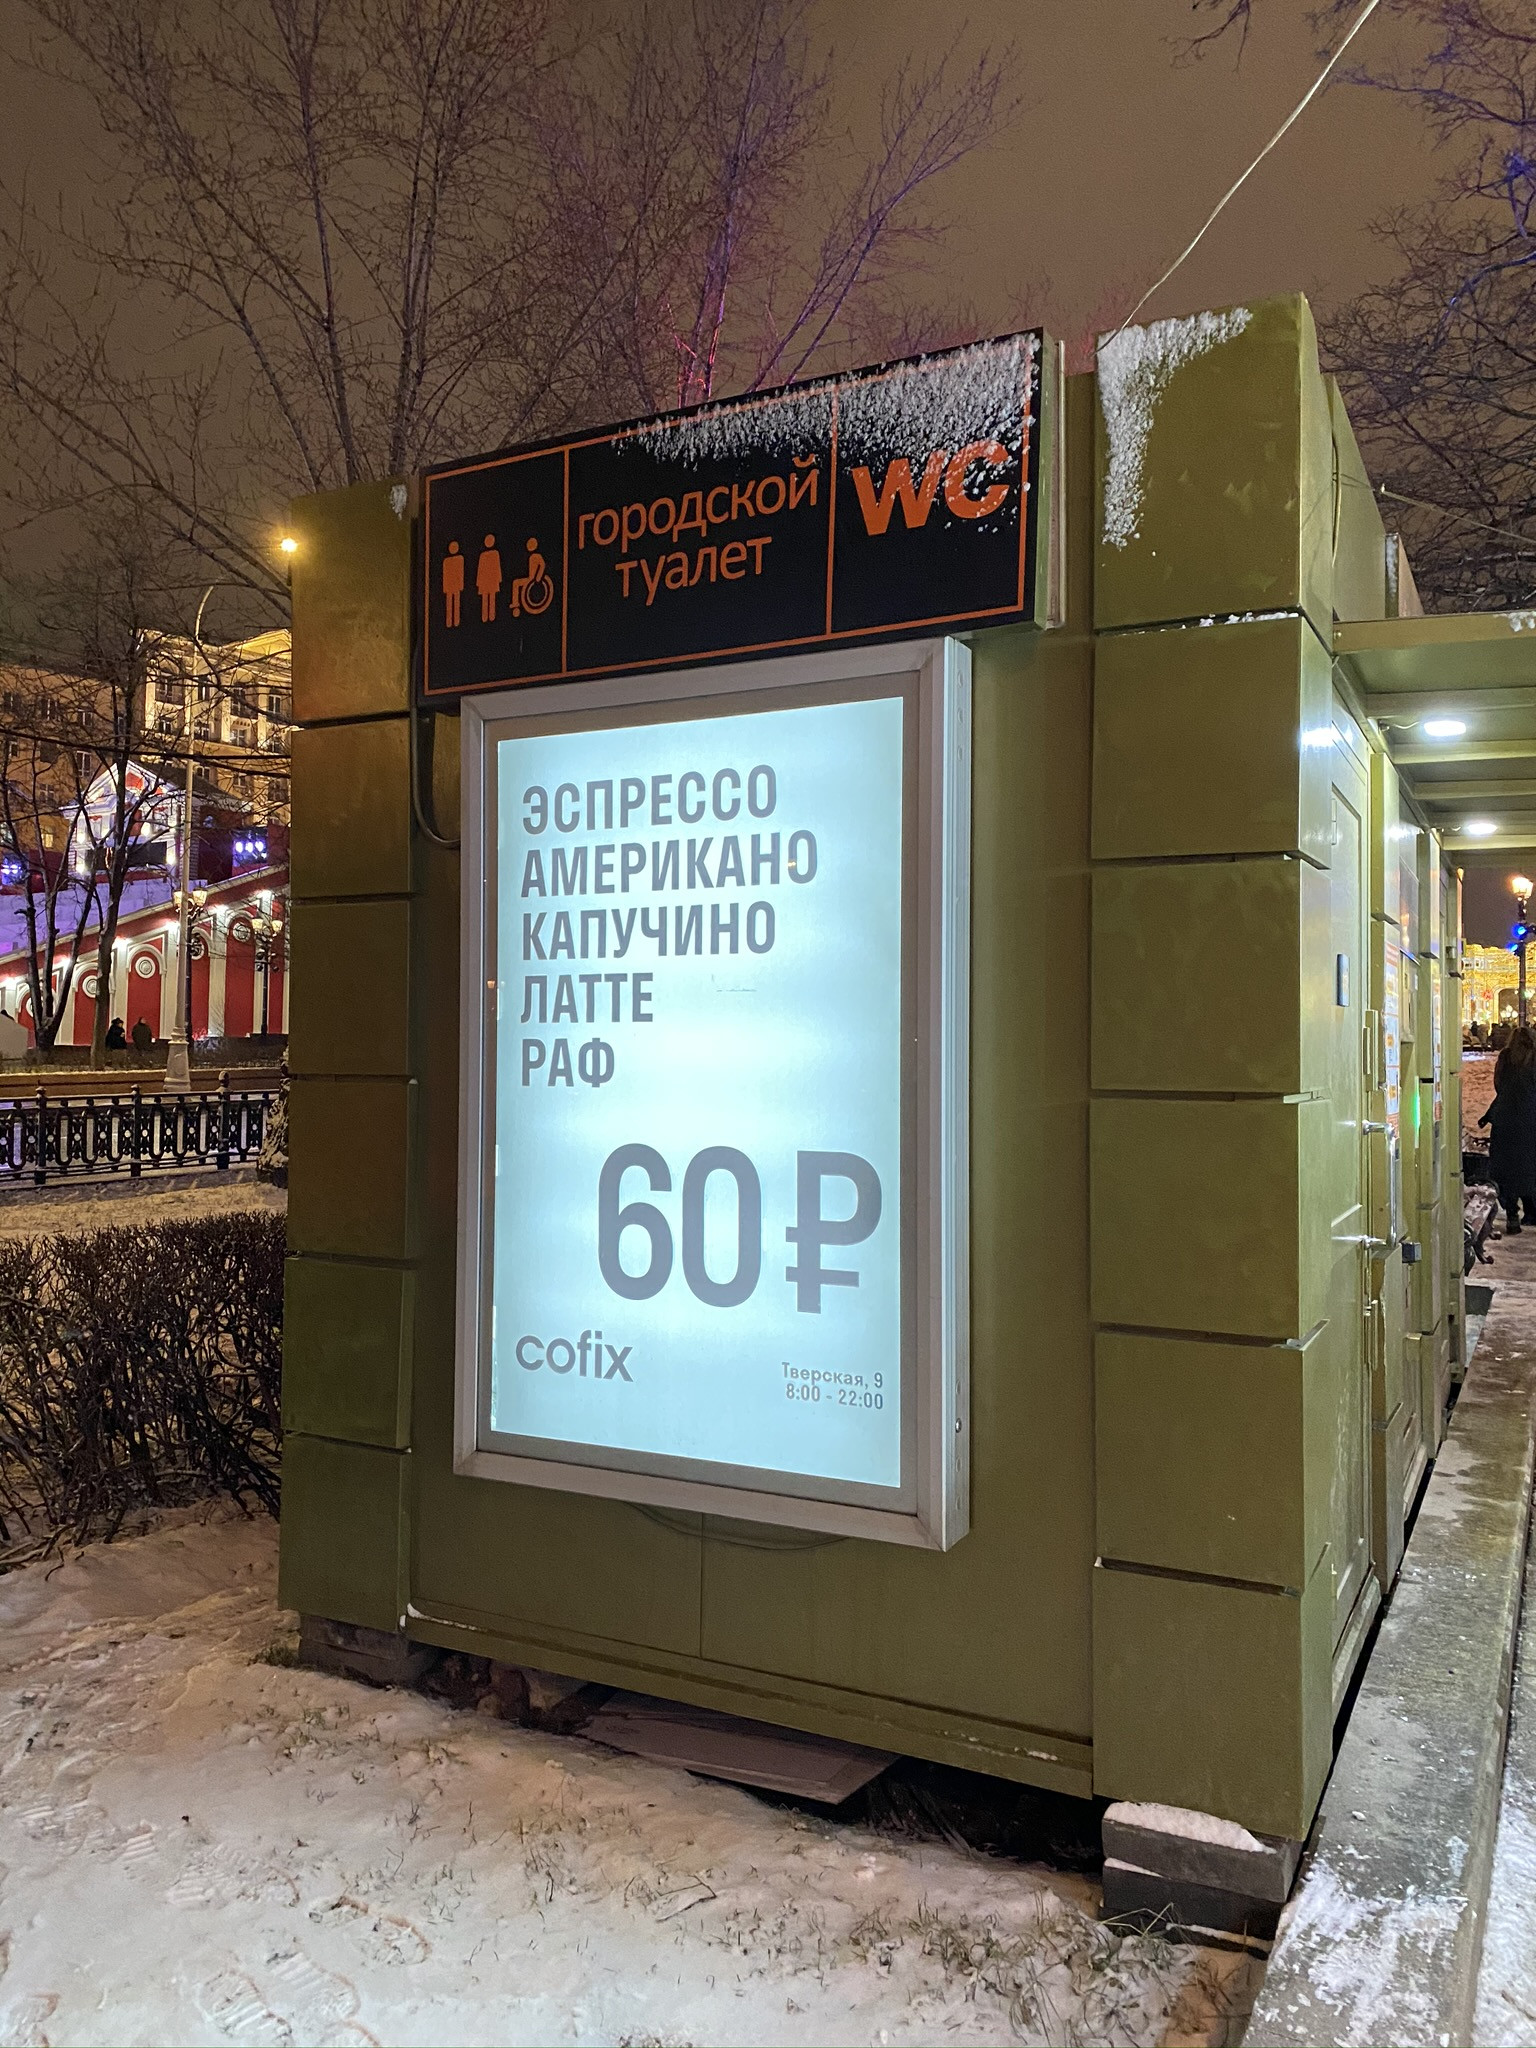 городской
туалет
WC
ЭСПРЕССО
АМЕРИКАНО
КАПУЧИНО
ЛАТТЕ
РАФ
60 ₽
cofix
Тверская, 9
8:00 - 22:00